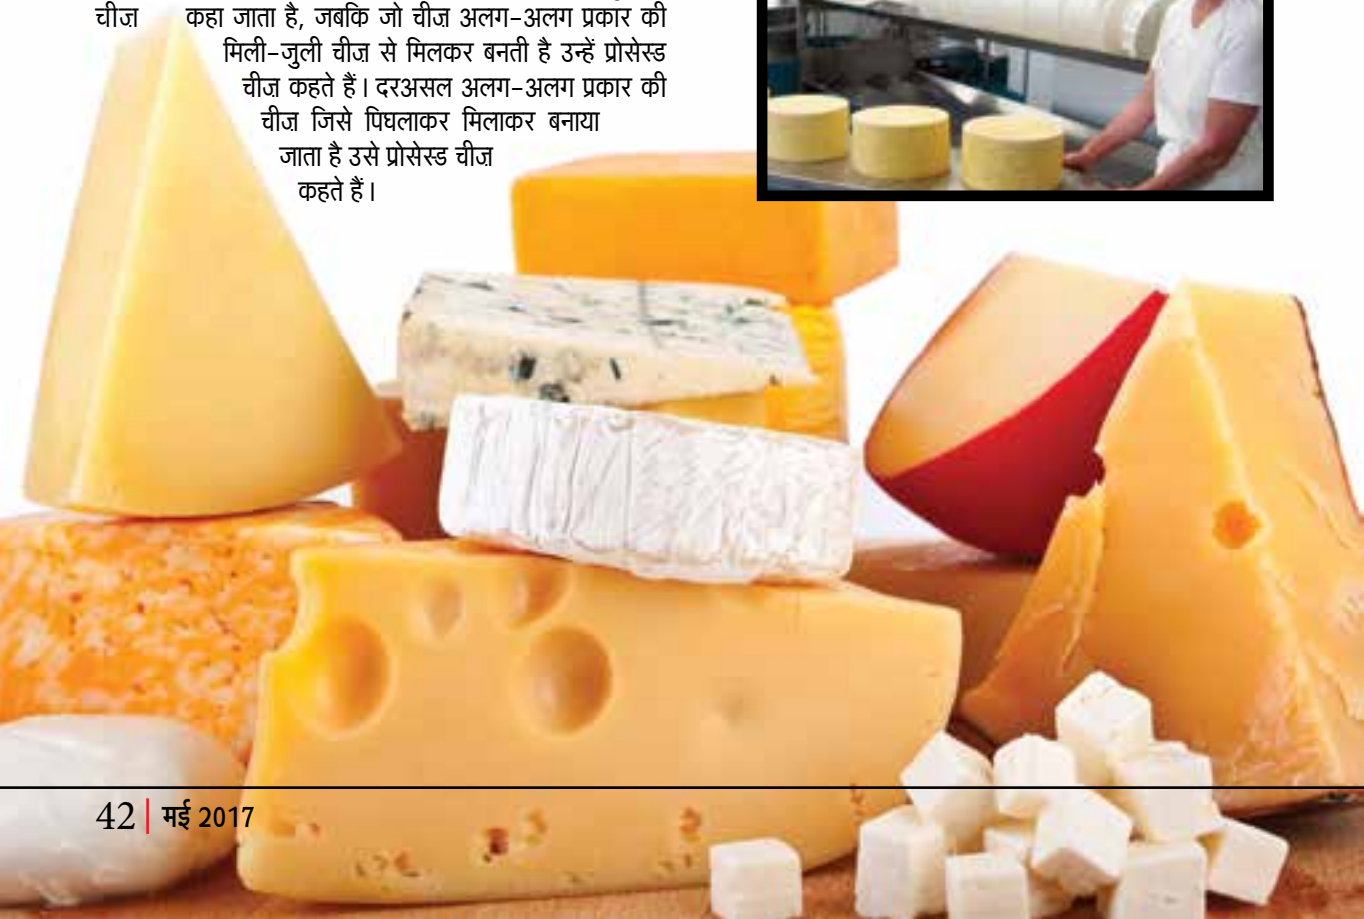 चीज़ कहा जाता है, जबकि जो चीज़ अलग-अलग प्रकार की
मिली-जुली चीज़ से मिलकर बनती है उन्हें प्रोसेस्ड
चीज़ कहते हैं। दरअसल अलग-अलग प्रकार की
चीज़ जिसे पिघलाकर मिलाकर बनाया
जाता है उसे प्रोसेस्ड चीज़
कहते हैं।
42 | मई 2017